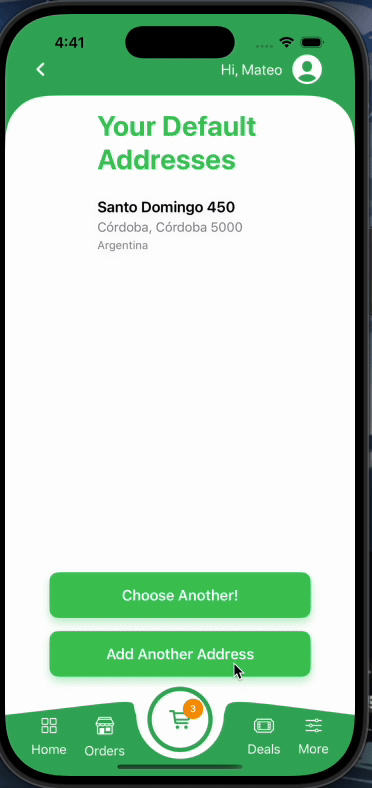 4:41
Hi, Mateo
Your Default
Addresses
Santo Domingo 450
Córdoba, Córdoba 5000
Argentina
Choose Another!
Add Another Address
3
Home
Orders
Deals
More